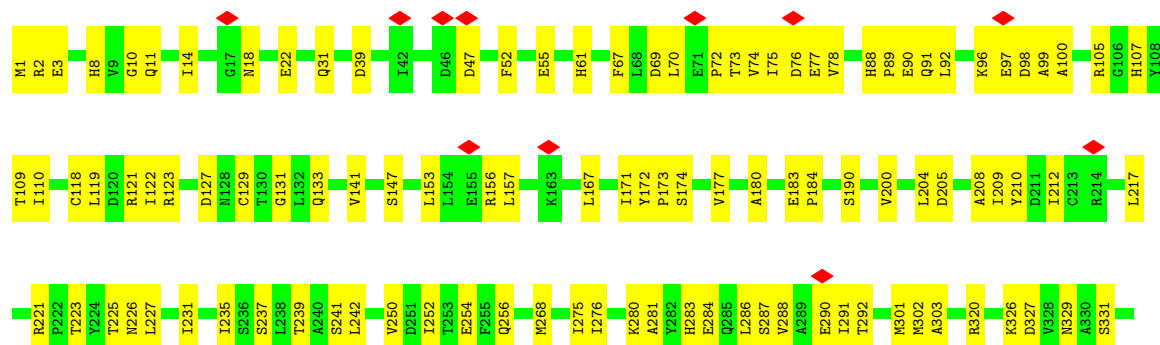 M1 R2 E3 H8 V9 G10 Q11 I14 G17 N18 E22 Q31 D39 I42 D46 D47 F52 E55 H61 F67 L68 D69 L70 E71 P72 T73 V74 I75 D76 E77 V78 H88 P89 E90 Q91 L92 K96 E97 D98 A99 A100 R105 G106 H107 Y108
T109 I110 C118 L119 D120 R121 I122 R123 D127 N128 C129 T130 G131 L132 Q133 V141 S147 L153 L154 E155 R156 L157 K163 L167 I171 Y172 P173 S174 V177 A180 E183 P184 S190 V200 L204 D205 A208 I209 Y210 D211 I212 C213 R214 L217
R221 P222 T223 Y224 T225 N226 L227 I231 I235 S236 S237 L238 T239 A240 S241 L242 V250 D251 I252 T253 E254 F255 Q256 M268 I275 I276 K280 A281 Y282 H283 E284 Q285 L286 S287 V288 A289 E290 I291 T292 M301 M302 A303 R320 K326 D327 V328 N329 A330 S331